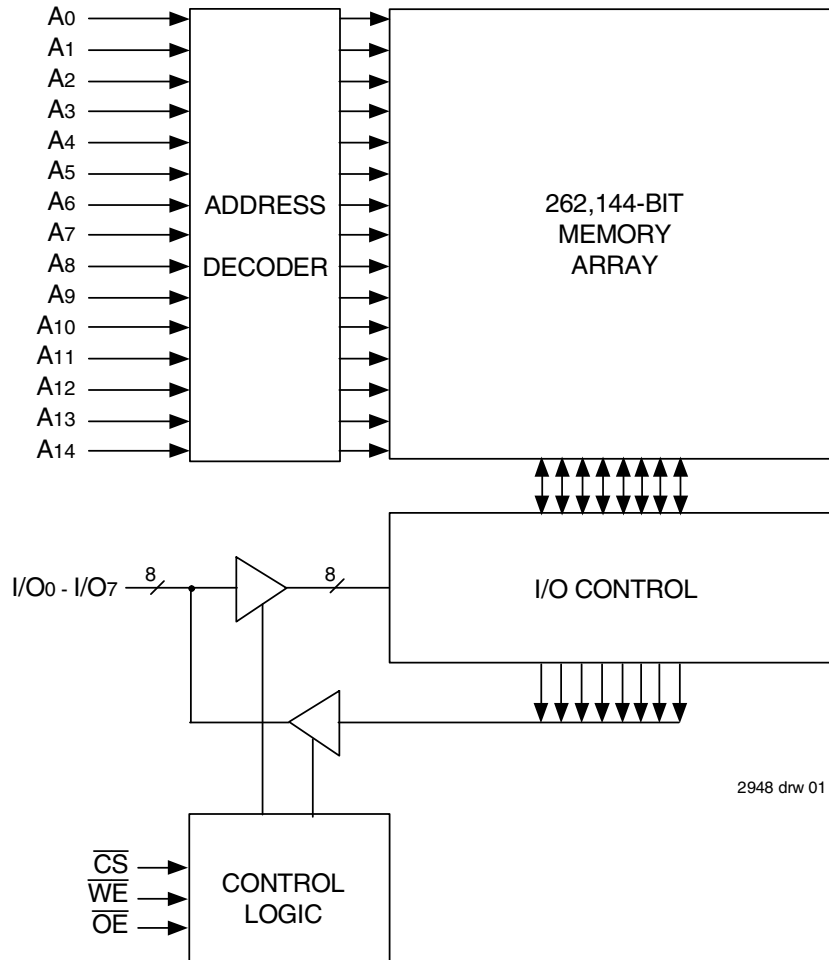 A0
A1
A2
A3
A4
A5
A6
A7
A8
A9
A10
A11
A12
A13
A14
ADDRESS
DECODER
262,144-BIT
MEMORY
ARRAY
I/O0 - I/O7
8
8
I/O CONTROL
2948 drw 01
CS
WE
OE
CONTROL
LOGIC